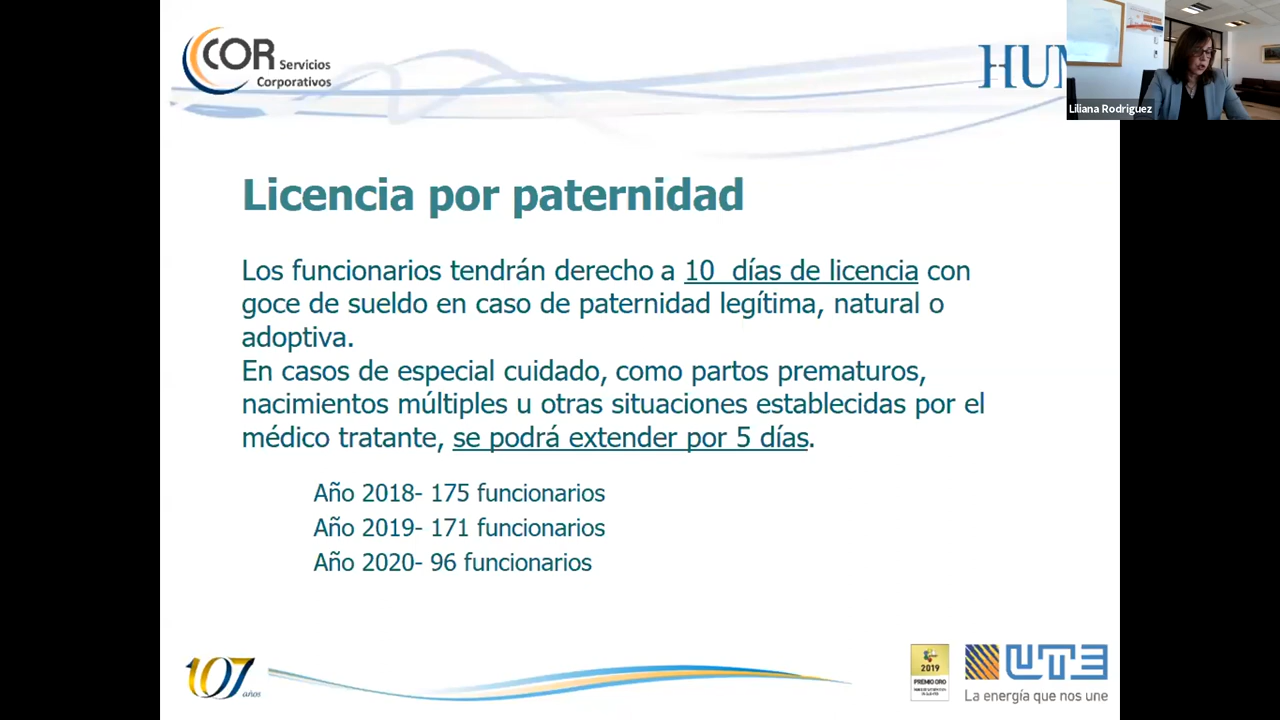 COR Servicios
Corporativos
HUM
Liliana Rodriguez
Licencia por paternidad
Los funcionarios tendrán derecho a 10 días de licencia con
goce de sueldo en caso de paternidad legítima, natural o
adoptiva.
En casos de especial cuidado, como partos prematuros,
nacimientos múltiples u otras situaciones establecidas por el
médico tratante, se podrá extender por 5 días.
Año 2018- 175 funcionarios
Año 2019- 171 funcionarios
Año 2020- 96 funcionarios
107 años
2019
PREMIO ORO
UTE
La energía que nos une